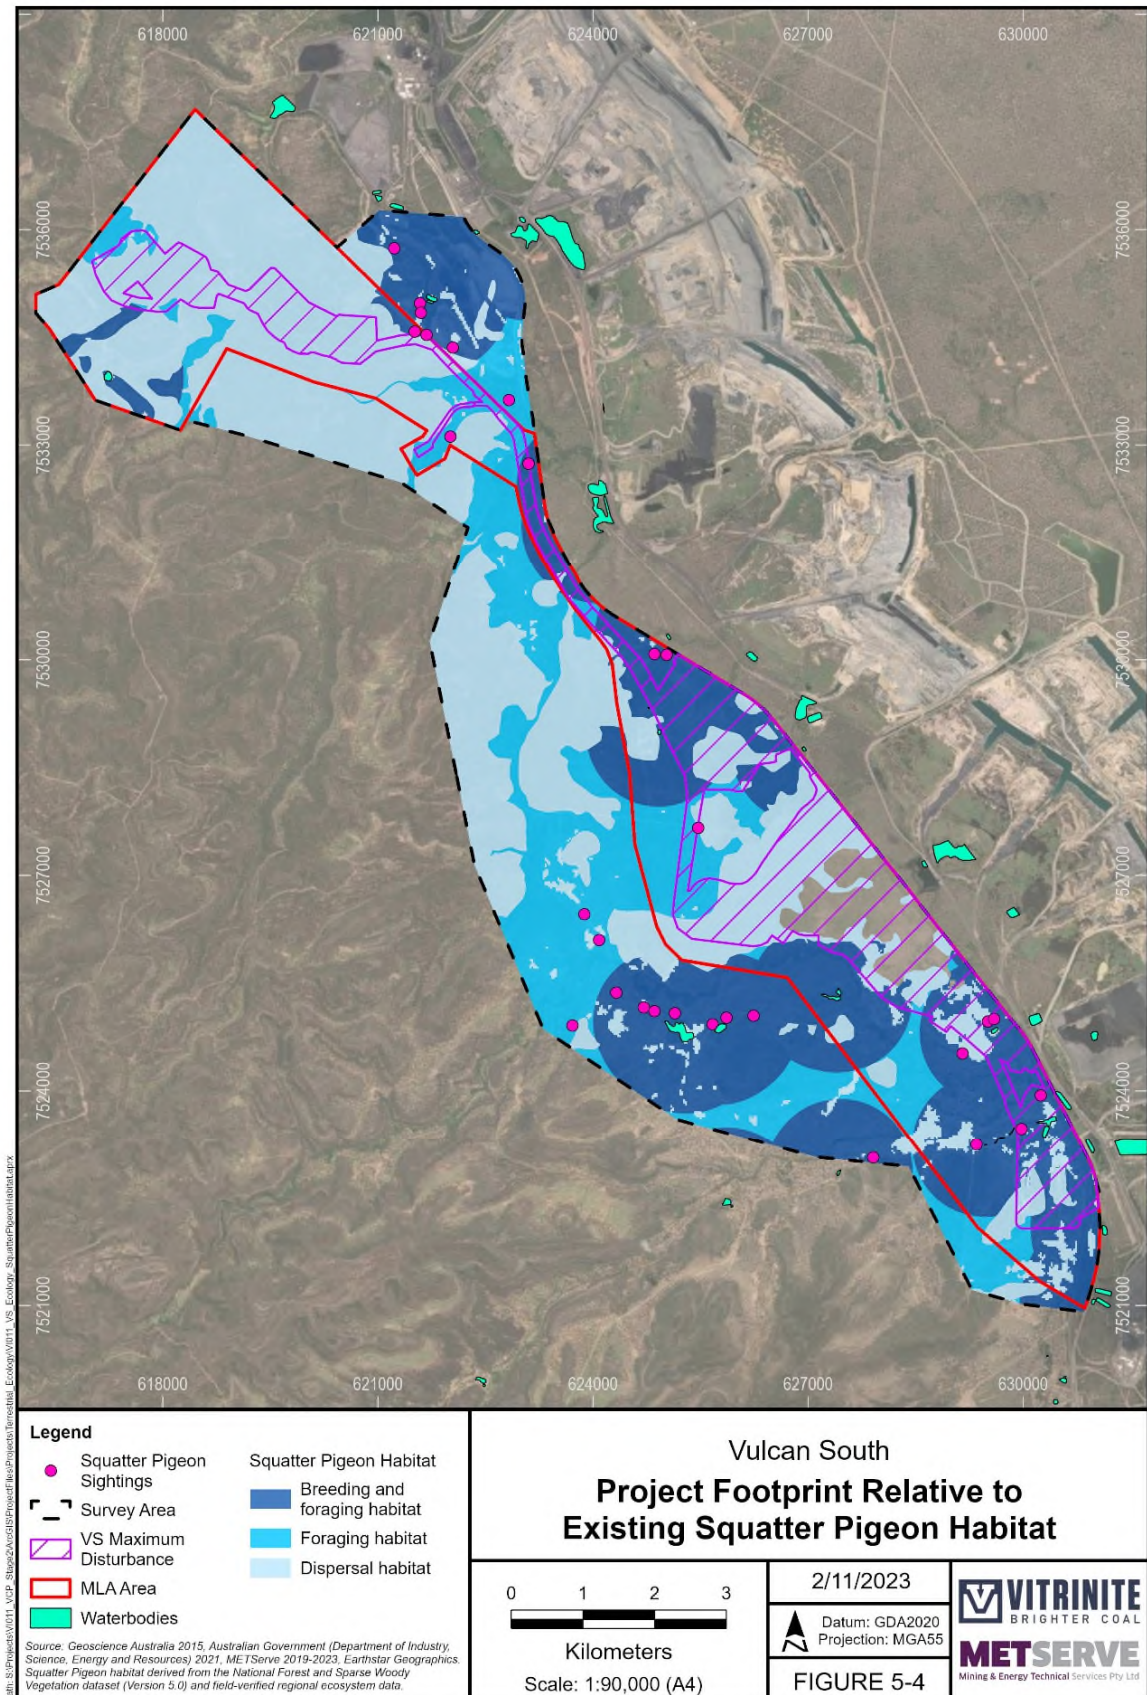 618000
621000
624000
627000
630000
7536000
7536000
7533000
7533000
7530000
7530000
7527000
7527000
7524000
7524000
7521000
7521000
618000
621000
624000
627000
630000
Legend
Squatter Pigeon
Sightings
Survey Area
VS Maximum
Disturbance
MLA Area
Waterbodies
Squatter Pigeon Habitat
Breeding and
foraging habitat
Foraging habitat
Dispersal habitat
Source: Geoscience Australia 2015, Australian Government (Department of Industry,
Science, Energy and Resources) 2021, METServe 2019-2023, Earthstar Geographics.
Squatter Pigeon habitat derived from the National Forest and Sparse Woody
Vegetation dataset (Version 5.0) and field-verified regional ecosystem data.
Vulcan South
Project Footprint Relative to
Existing Squatter Pigeon Habitat
0 1 2 3
Kilometers
Scale: 1:90,000 (A4)
2/11/2023
N
Datum: GDA2020
Projection: MGA55
FIGURE 5-4
VITRINITE
BRIGHTER COAL
METSERVE
Mining & Energy Technical Services Pty Ltd